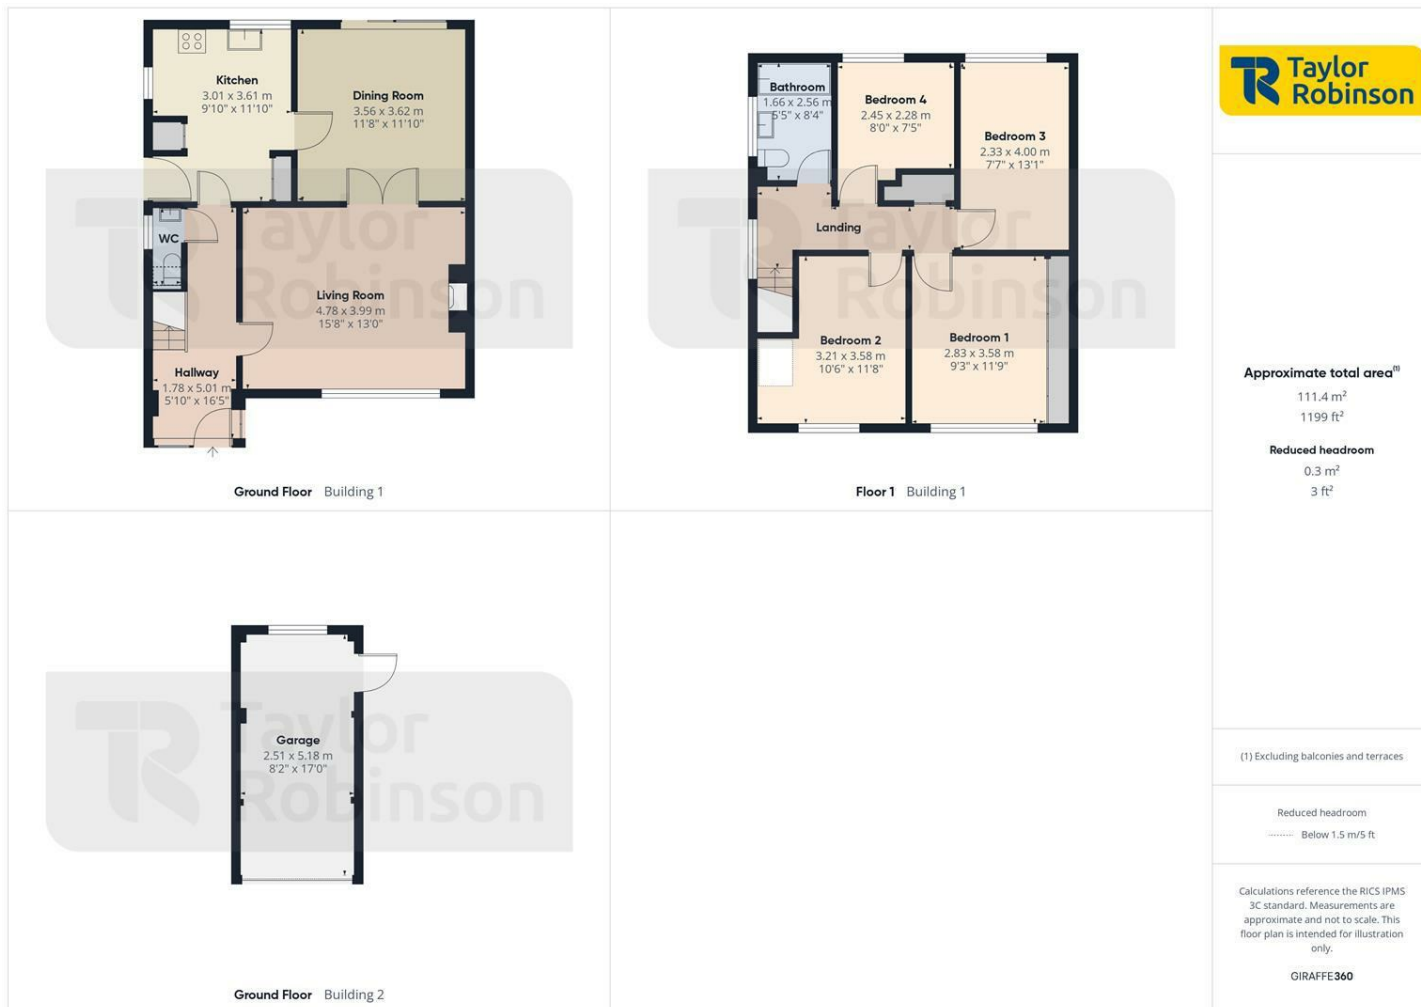 Kitchen
3.01 x 3.61 m
9'10" x 11'10"
Dining Room
3.56 x 3.62 m
11'8" x 11'10"
WC
Living Room
4.78 x 3.99 m
15'8" x 13'0"
Hallway
1.78 x 5.01 m
5'10" x 16'5"
Taylor
Robinson
Ground Floor Building 1
Bathroom
1.66 x 2.56 m
5'5" x 8'4"
Bedroom 4
2.45 x 2.28 m
8'0" x 7'5"
Bedroom 3
2.33 x 4.00 m
7'7" x 13'1"
Landing
Bedroom 2
3.21 x 3.58 m
10'6" x 11'8"
Bedroom 1
2.83 x 3.58 m
9'3" x 11'9"
Taylor
Robinson
Floor 1 Building 1
Garage
2.51 x 5.18 m
8'2" x 17'0"
Taylor
Robinson
Ground Floor Building 2
TR Taylor
Robinson
Approximate total area(1)
111.4 m²
1199 ft²
Reduced headroom
0.3 m²
3 ft²
(1) Excluding balconies and terraces
Reduced headroom
Below 1.5 m/5 ft
Calculations reference the RICS IPMS
3C standard. Measurements are
approximate and not to scale. This
floor plan is intended for illustration
only.
GIRAFFE360